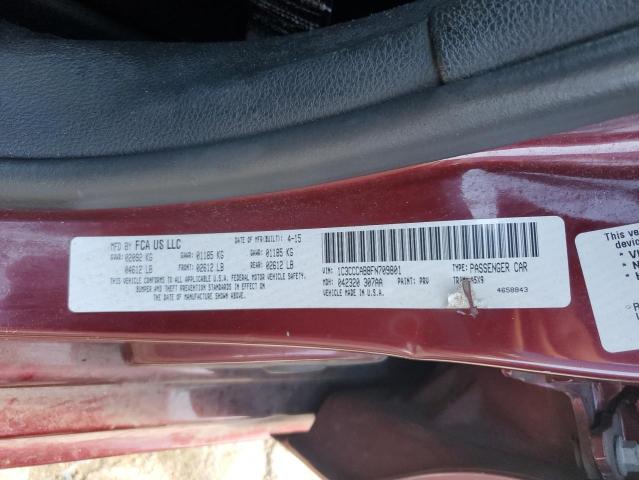 MFD BY FCA US LLC
DATE OF MFR(BUILT): 4-15
GVWR: 02092 KG GAWR: 01185 KG GAWR: 01185 KG
04612 LB FRONT: 02612 LB REAR: 02612 LB
THIS VEHICLE CONFORMS TO ALL APPLICABLE, FEDERAL MOTOR VEHICLE SAFETY,
BUMPER AND THEFT PREVENTION STANDARDS IN EFFECT ON
THE DATE OF MANUFACTURE SHOWN ABOVE.
VIN: 1C3CCCAB8FN709801 TYPE: PASSENGER CAR
MDH: 042320 307AA PAINT: PRV
VEHICLE MADE IN U.S.A. 4658843
This ve
device